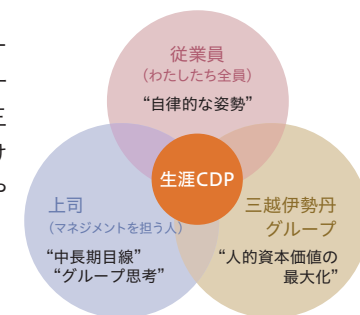 従業員
（わたしたち全員）
“自律的な姿勢”
生涯CDP
上司
（マネジメントを担う人）
“中長期目線”
“グループ思考”
三越伊勢丹
グループ
“人的資本価値の
最大化”